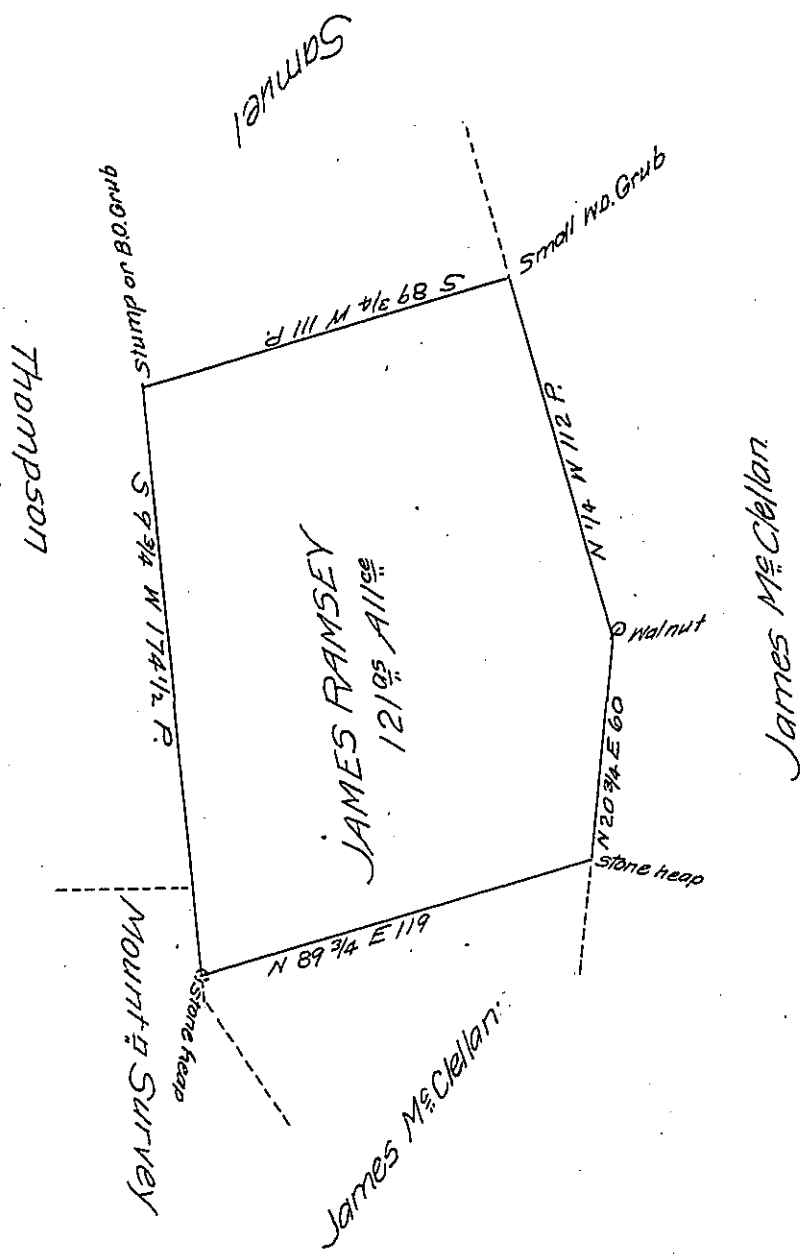 Samuel
Small W.O. Grub
Stump or B.O. Grub
S 89 3/4 W 111 P.
Thompson
S 9 3/4 W 174 1/2 P.
N 1/4 W 112 P.
James McClellan
JAMES RAMSEY
121 as All ce
Walnut
N 20 3/4 E 60
Stone heap
N 89 3/4 E 119
Stone heap
Mount n Survey
James McClellan